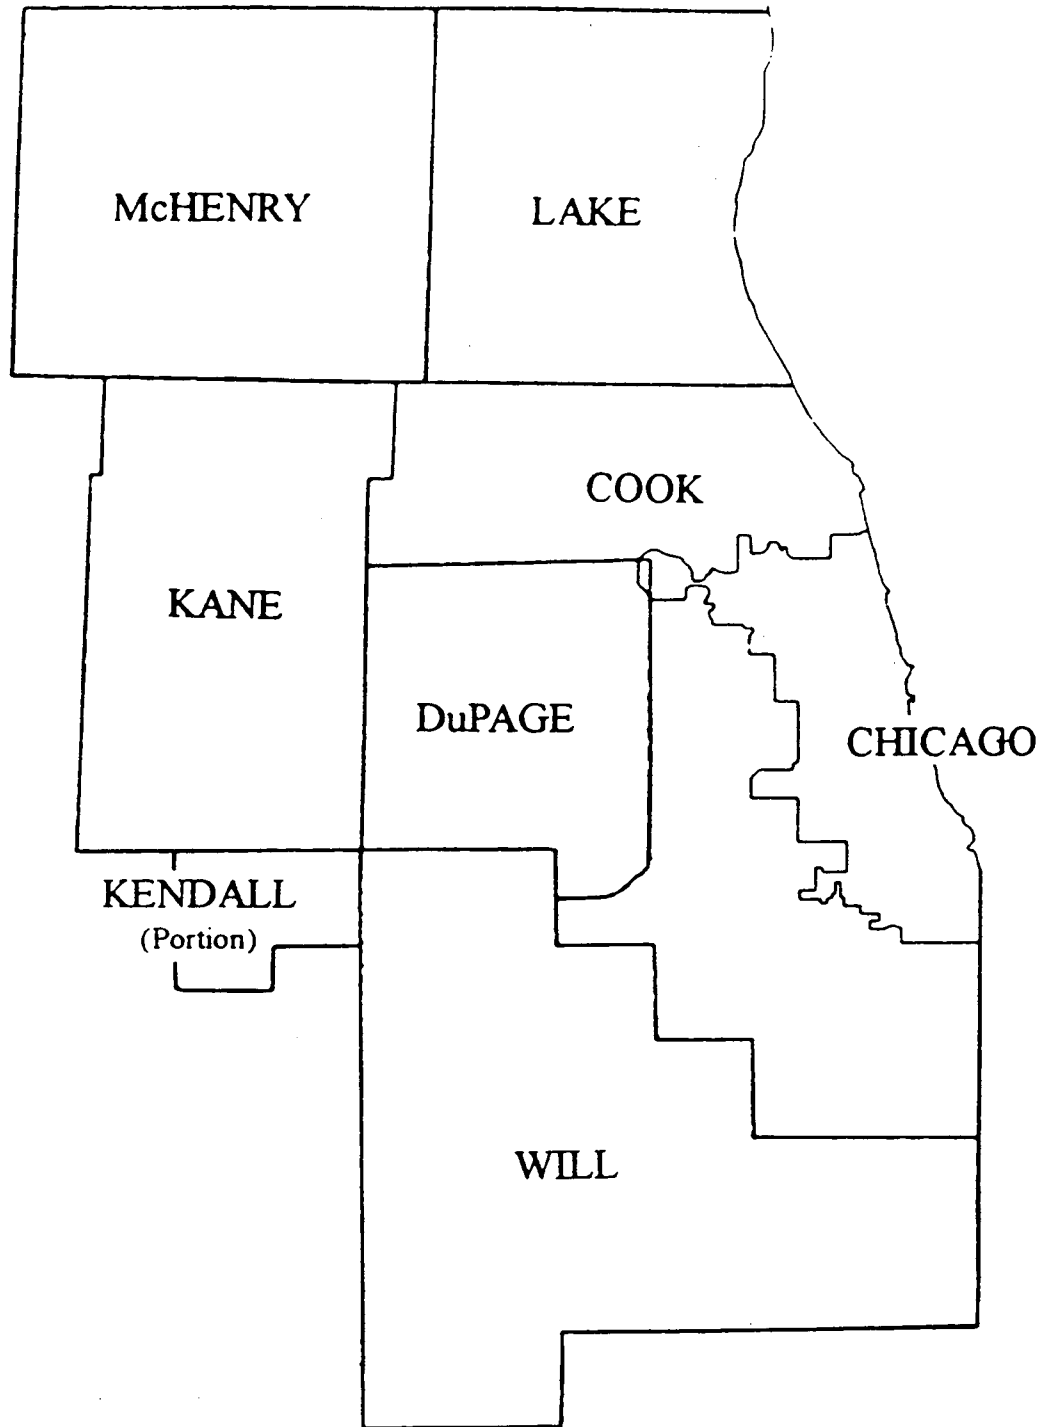 McHENRY
LAKE
COOK
KANE
DuPAGE
CHICAGO
KENDALL
(Portion)
WILL